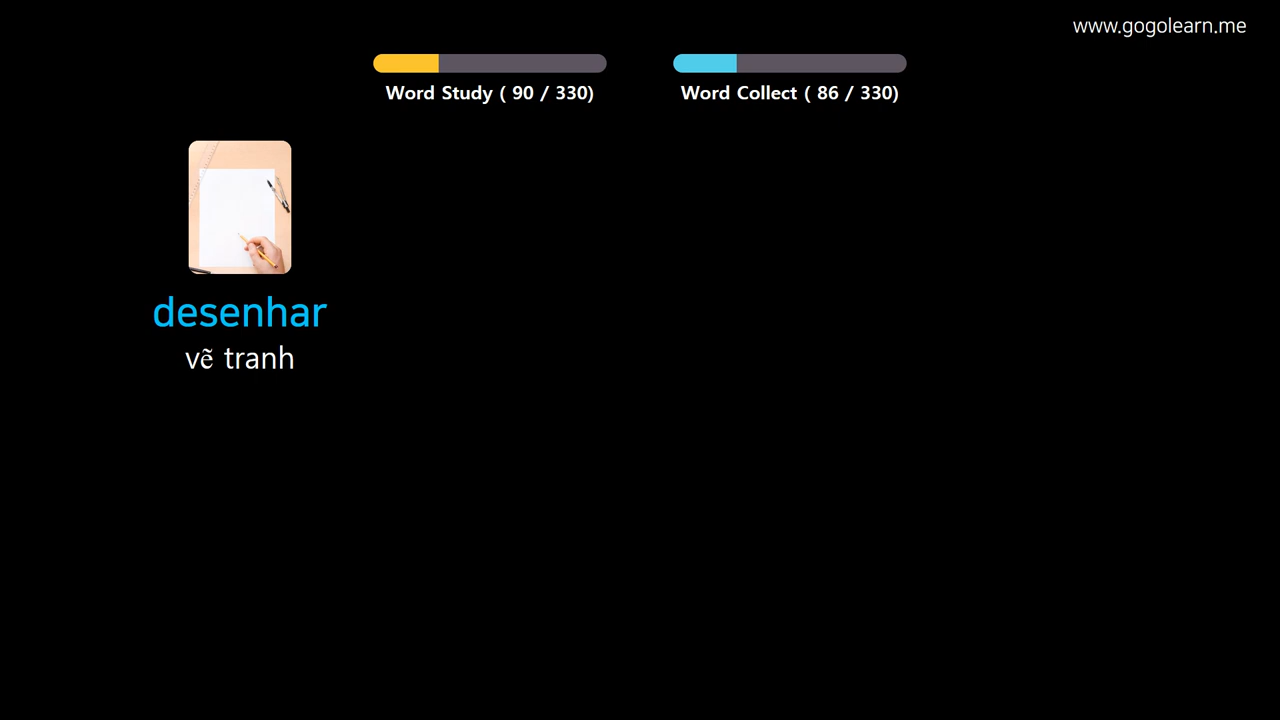 www.gogolearn.me
Word Study ( 90 / 330)
Word Collect ( 86 / 330)
desenhar
vẽ tranh